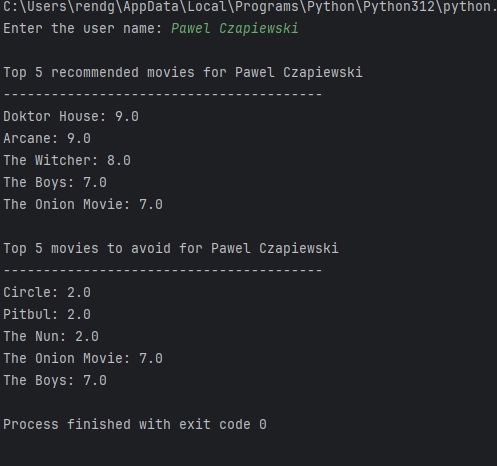 C:\Users\rendg\AppData\Local\Programs\Python\Python312\python.
Enter the user name: Pawel Czapiewski
Top 5 recommended movies for Pawel Czapiewski
----------------------------------------
Doktor House: 9.0
Arcane: 9.0
The Witcher: 8.0
The Boys: 7.0
The Onion Movie: 7.0
Top 5 movies to avoid for Pawel Czapiewski
----------------------------------------
Circle: 2.0
Pitbul: 2.0
The Nun: 2.0
The Onion Movie: 7.0
The Boys: 7.0
Process finished with exit code 0